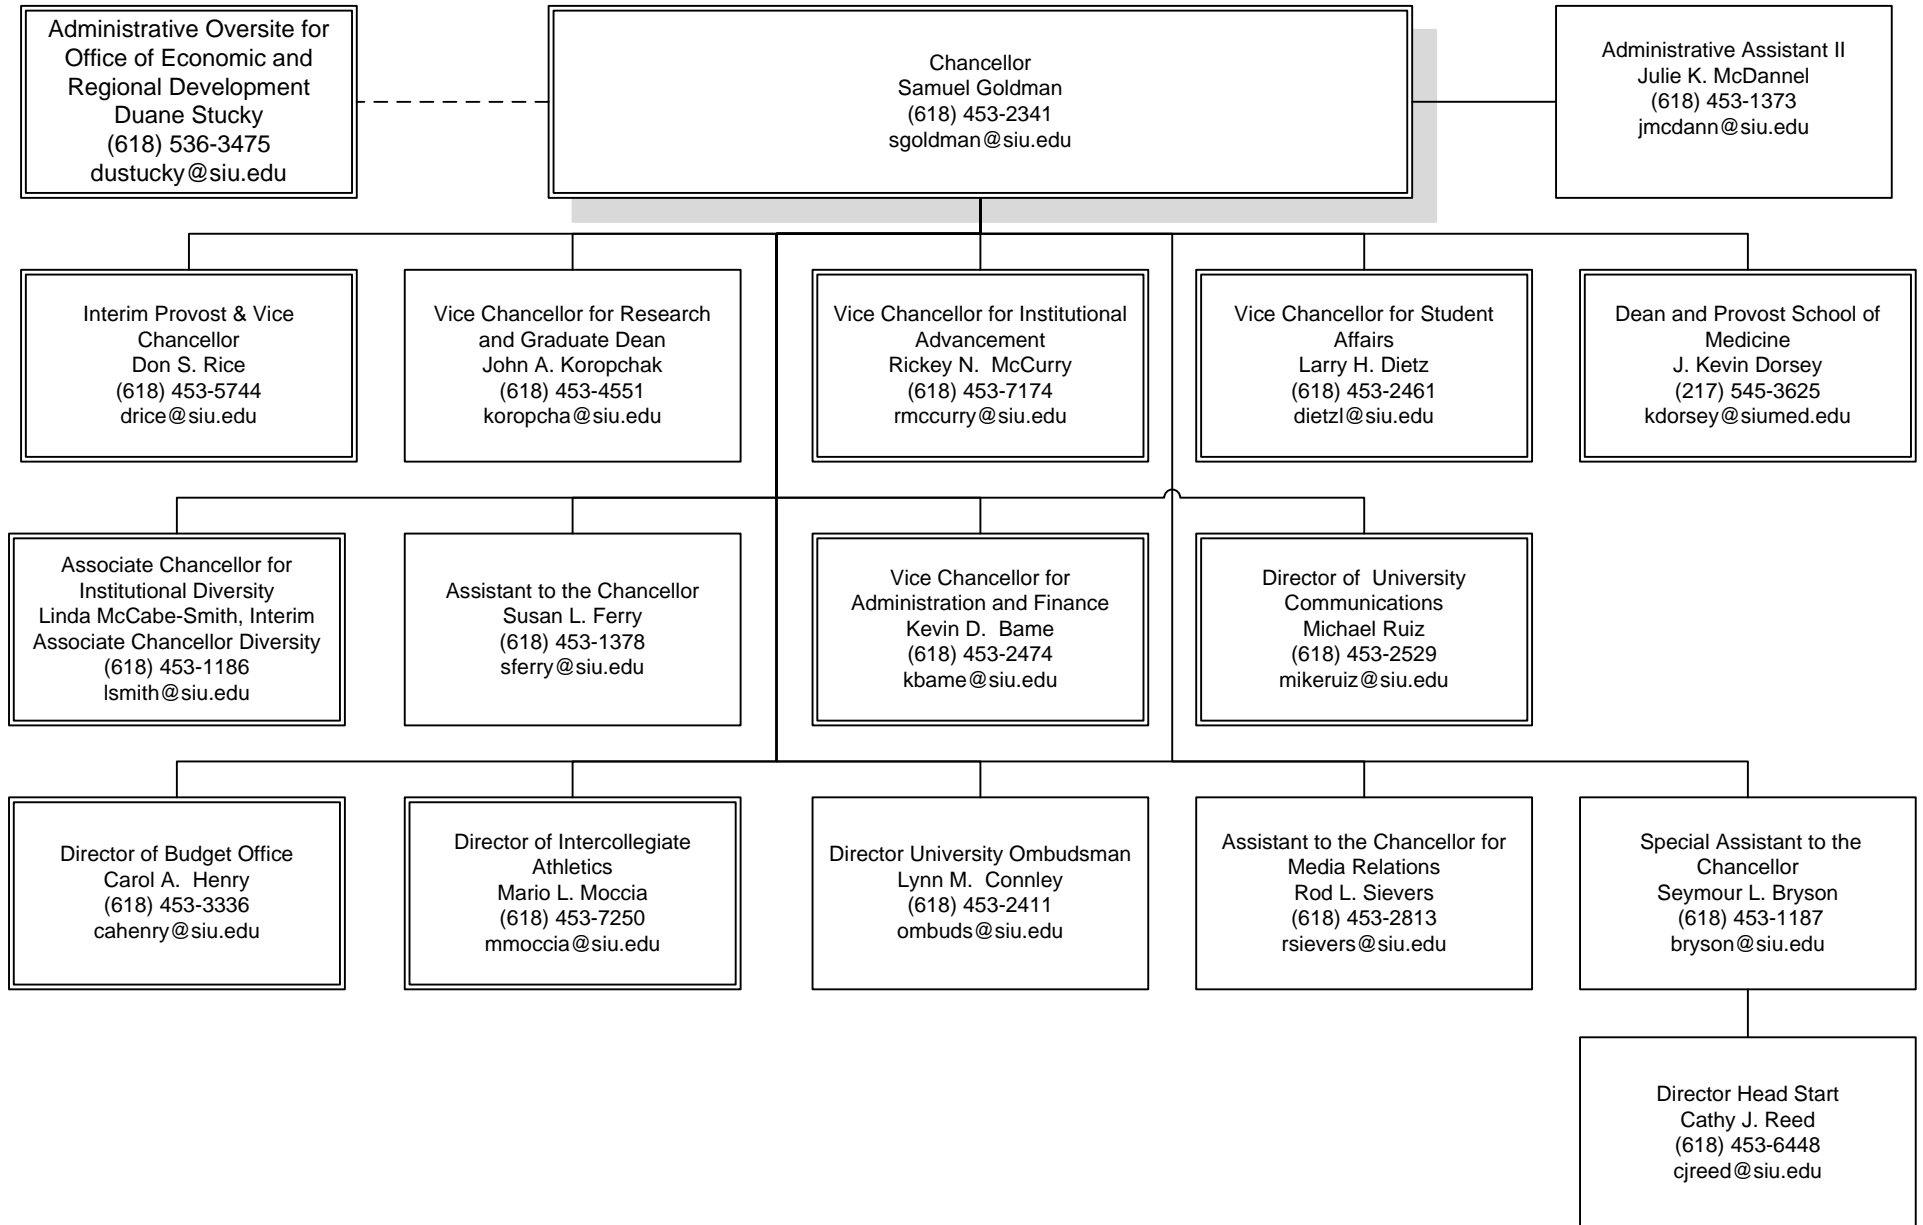 Administrative Oversite for
Office of Economic and
Regional Development
Duane Stucky
(618) 536-3475
dustucky@siu.edu
Chancellor
Samuel Goldman
(618) 453-2341
sgoldman@siu.edu
Administrative Assistant II
Julie K. McDannel
(618) 453-1373
jmcdann@siu.edu
Interim Provost & Vice
Chancellor
Don S. Rice
(618) 453-5744
drice@siu.edu
Vice Chancellor for Research
and Graduate Dean
John A. Koropchak
(618) 453-4551
koropcha@siu.edu
Vice Chancellor for Institutional
Advancement
Rickey N. McCurry
(618) 453-7174
rmccurry@siu.edu
Vice Chancellor for Student
Affairs
Larry H. Dietz
(618) 453-2461
dietzl@siu.edu
Dean and Provost School of
Medicine
J. Kevin Dorsey
(217) 545-3625
kdorsey@siumed.edu
Associate Chancellor for
Institutional Diversity
Linda McCabe-Smith, Interim
Associate Chancellor Diversity
(618) 453-1186
lsmith@siu.edu
Assistant to the Chancellor
Susan L. Ferry
(618) 453-1378
sferry@siu.edu
Vice Chancellor for
Administration and Finance
Kevin D. Bame
(618) 453-2474
kbame@siu.edu
Director of University
Communications
Michael Ruiz
(618) 453-2529
mikeruiz@siu.edu
Director of Budget Office
Carol A. Henry
(618) 453-3336
cahenry@siu.edu
Director of Intercollegiate
Athletics
Mario L. Moccia
(618) 453-7250
mmoccia@siu.edu
Director University Ombudsman
Lynn M. Connley
(618) 453-2411
ombuds@siu.edu
Assistant to the Chancellor for
Media Relations
Rod L. Sievers
(618) 453-2813
rsievers@siu.edu
Special Assistant to the
Chancellor
Seymour L. Bryson
(618) 453-1187
bryson@siu.edu
Director Head Start
Cathy J. Reed
(618) 453-6448
cjreed@siu.edu